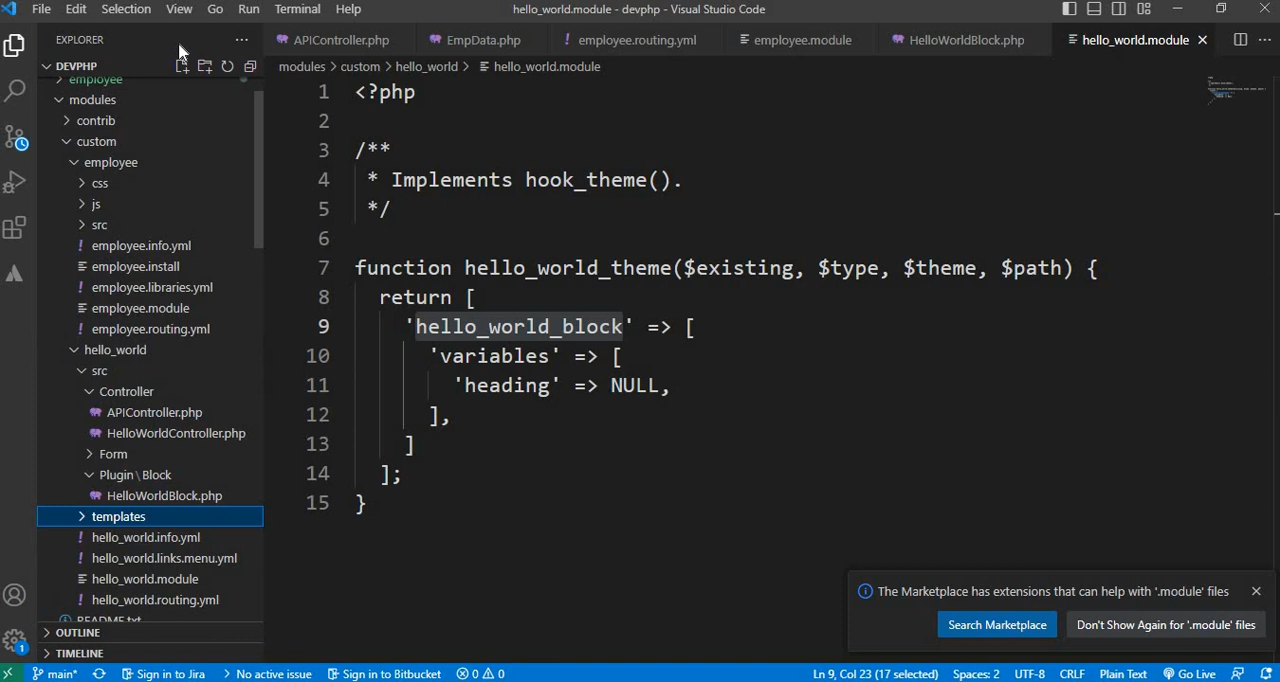 File Edit Selection View Go Run Terminal Help
hello_world.module - devphp - Visual Studio Code
EXPLORER
APIController.php EmpData.php employee.routing.yml employee.module HelloWorldBlock.php hello_world.module
DEVPHP
modules > custom > hello_world > hello_world.module
employee
modules
contrib
custom
employee
css
js
src
employee.info.yml
employee.install
employee.libraries.yml
employee.module
employee.routing.yml
hello_world
src
Controller
APIController.php
HelloWorldController.php
Form
Plugin\Block
HelloWorldBlock.php
templates
hello_world.info.yml
hello_world.links.menu.yml
hello_world.module
hello_world.routing.yml
README.txt
OUTLINE
TIMELINE
1 <?php
2
3 /**
4 * Implements hook_theme().
5 */
6
7 function hello_world_theme($existing, $type, $theme, $path) {
8 return [
9 'hello_world_block' => [
10 'variables' => [
11 'heading' => NULL,
12 ],
13 ]
14 ];
15 }
The Marketplace has extensions that can help with '.module' files
Search Marketplace Don't Show Again for '.module' files
1
main* Sign in to Jira No active issue Sign in to Bitbucket 0 0 Ln 9, Col 23 (17 selected) Spaces: 2 UTF-8 CRLF Plain Text Go Live